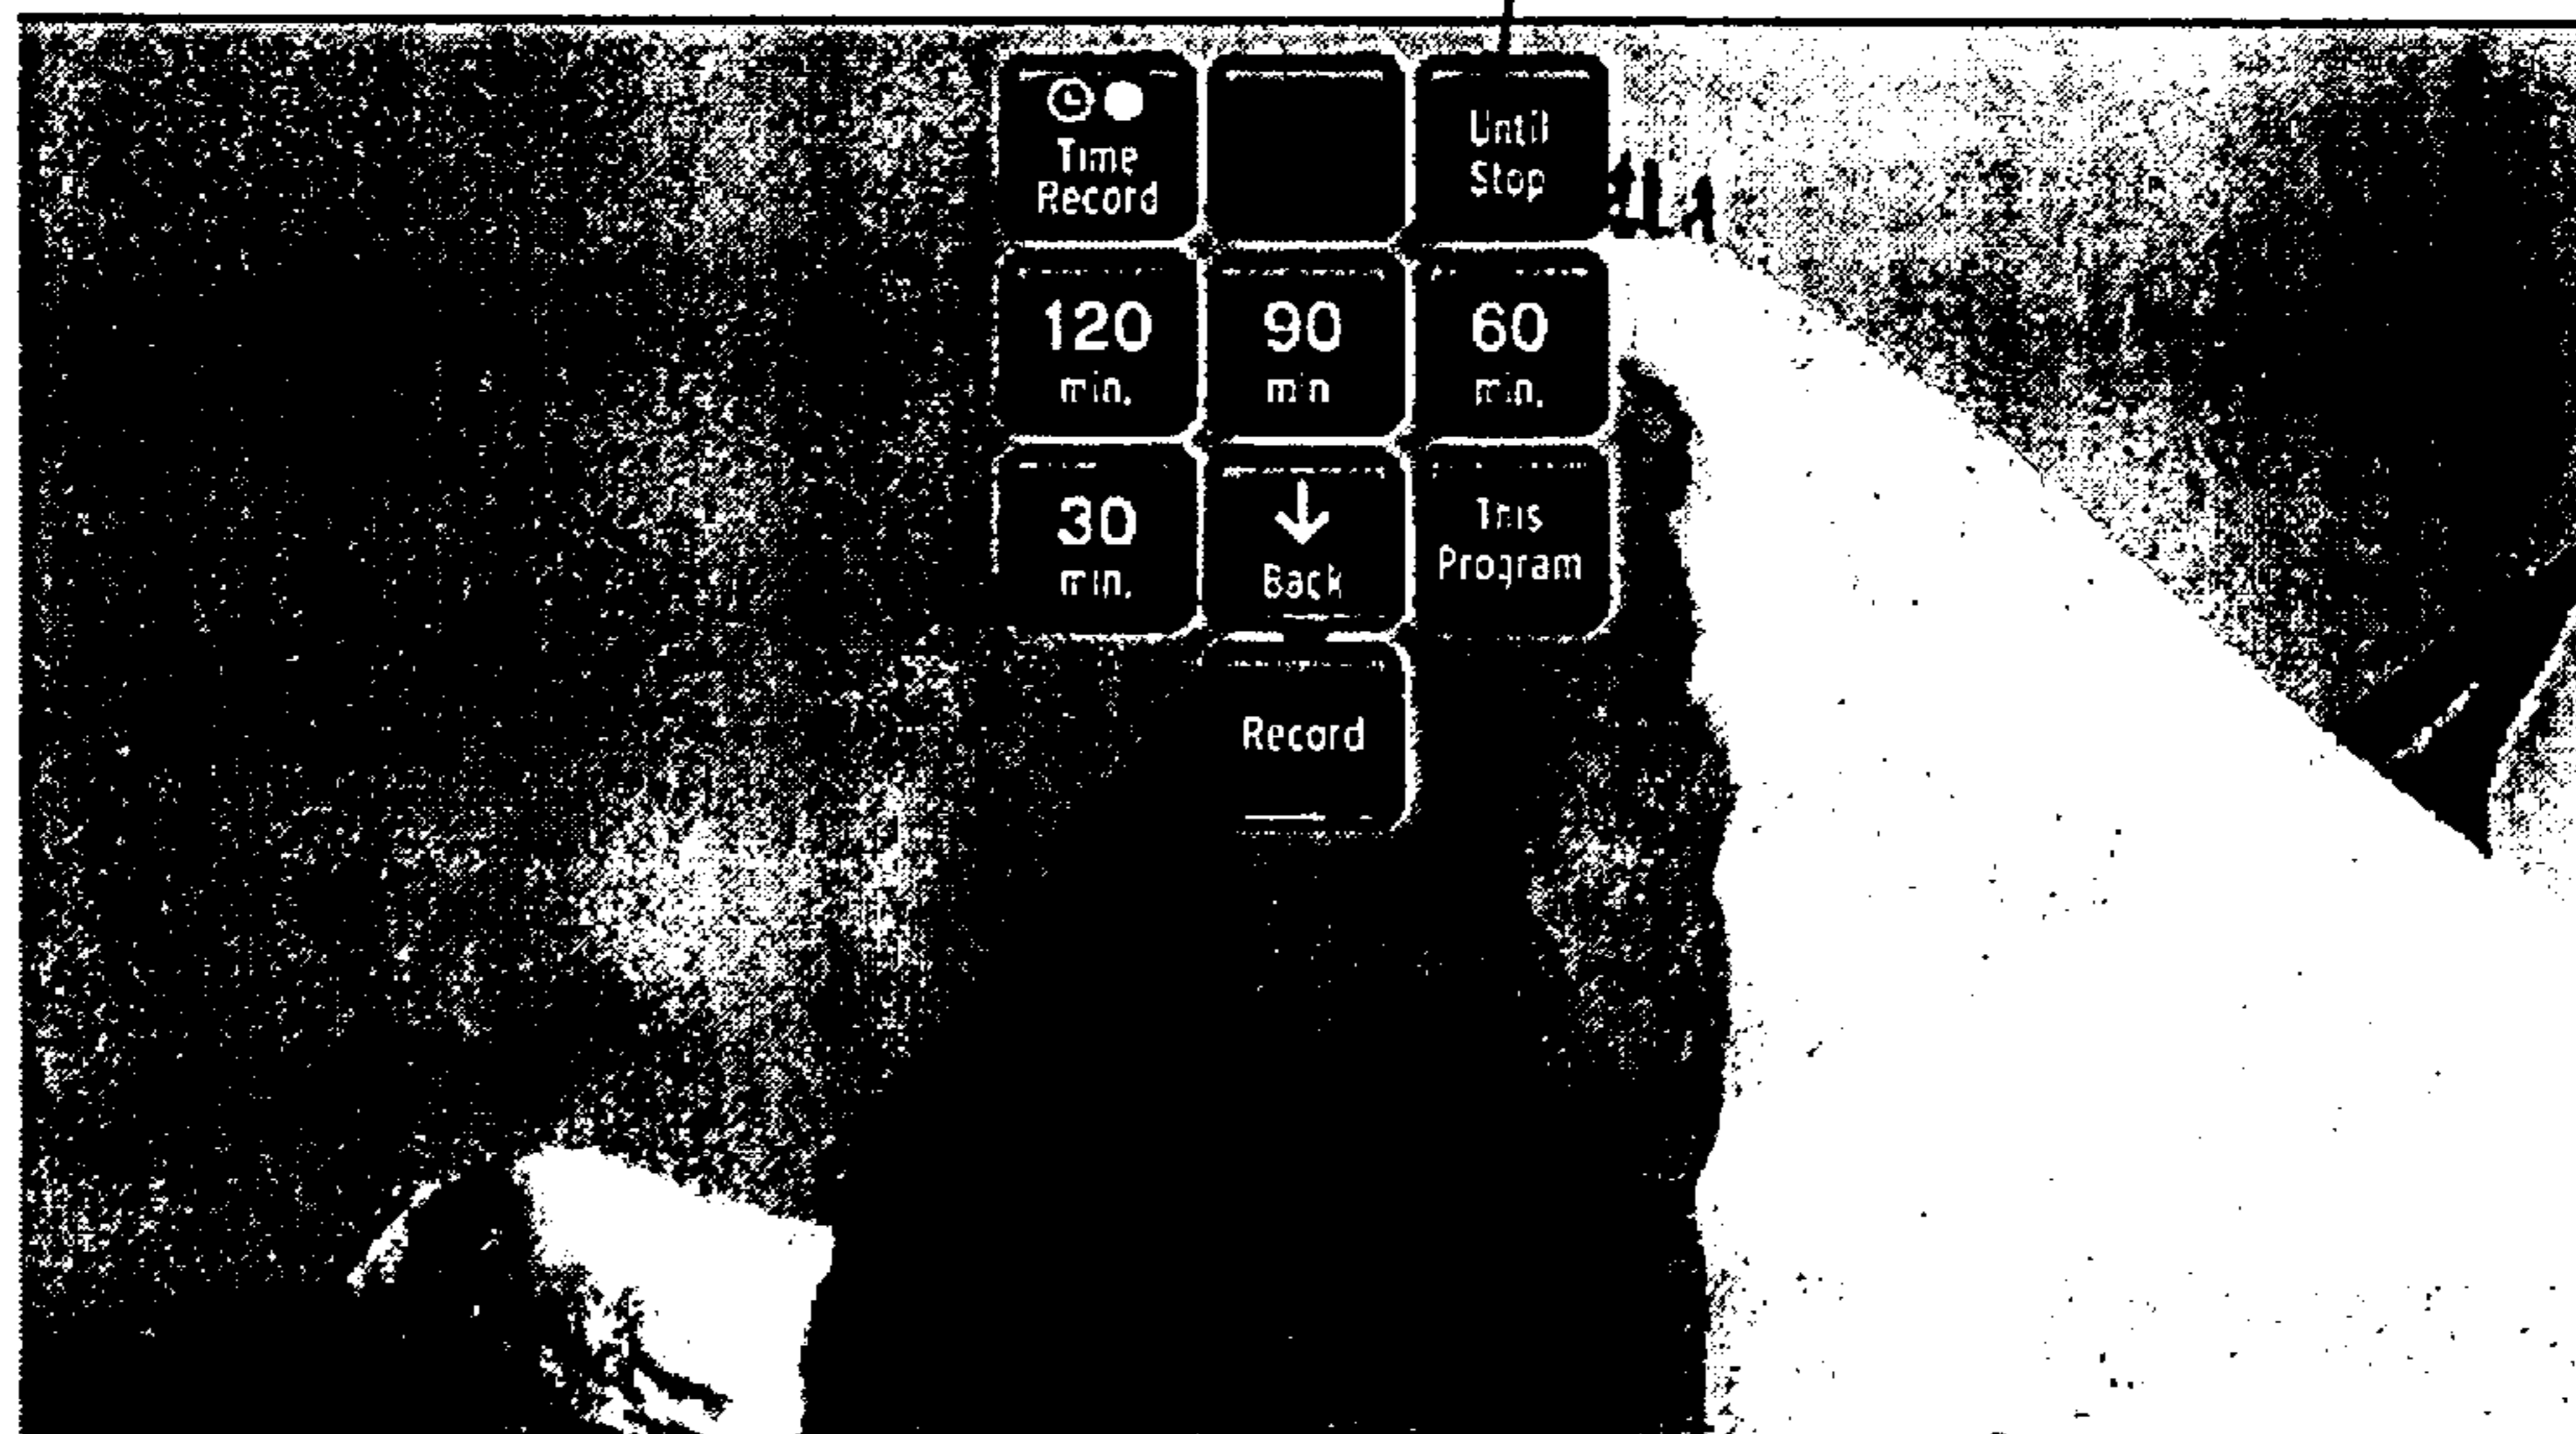 Time
Record
Until
Stop
120
min.
90
min
60
min.
30
min.
Back
This
Program
Record